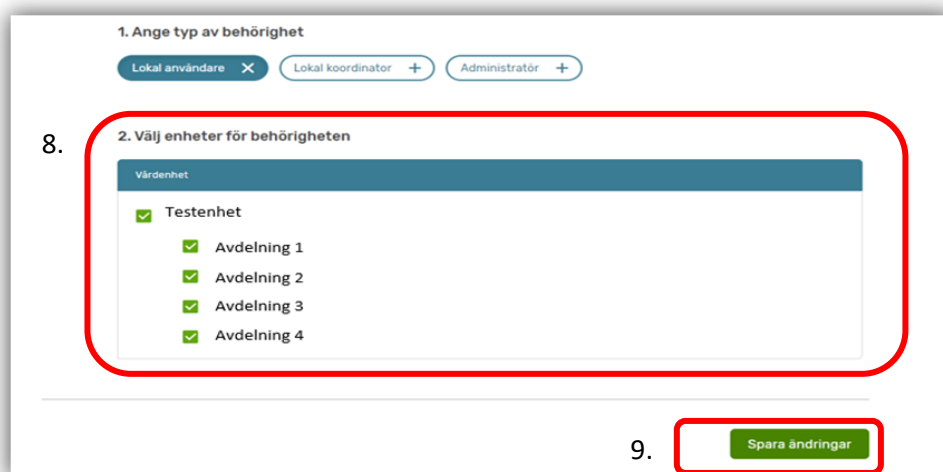 1. Ange typ av behörighet
Lokal användare
Lokal koordinator
Administratör
8.
2. Välj enheter för behörigheten
Vårdenhet
Testenhet
Avdelning 1
Avdelning 2
Avdelning 3
Avdelning 4
9.
Spara ändringar